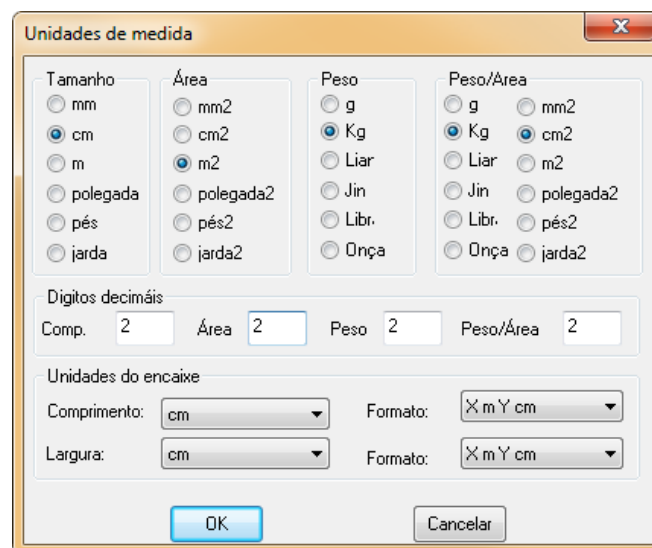 Unidades de medida
Tamanho Área Peso Peso/Area
mm mm2 g g mm2
cm cm2 Kg Kg cm2
m m2 Liar Liar m2
polegada polegada2 Jin Jin polegada2
pés pés2 Libr. Libr. pés2
jarda jarda2 Onça Onça jarda2
Digitos decimáis
Comp. 2 Área 2 Peso 2 Peso/Área 2
Unidades do encaixe
Comprimento: cm Formato: X m Y cm
Largura: cm Formato: X m Y cm
OK Cancelar